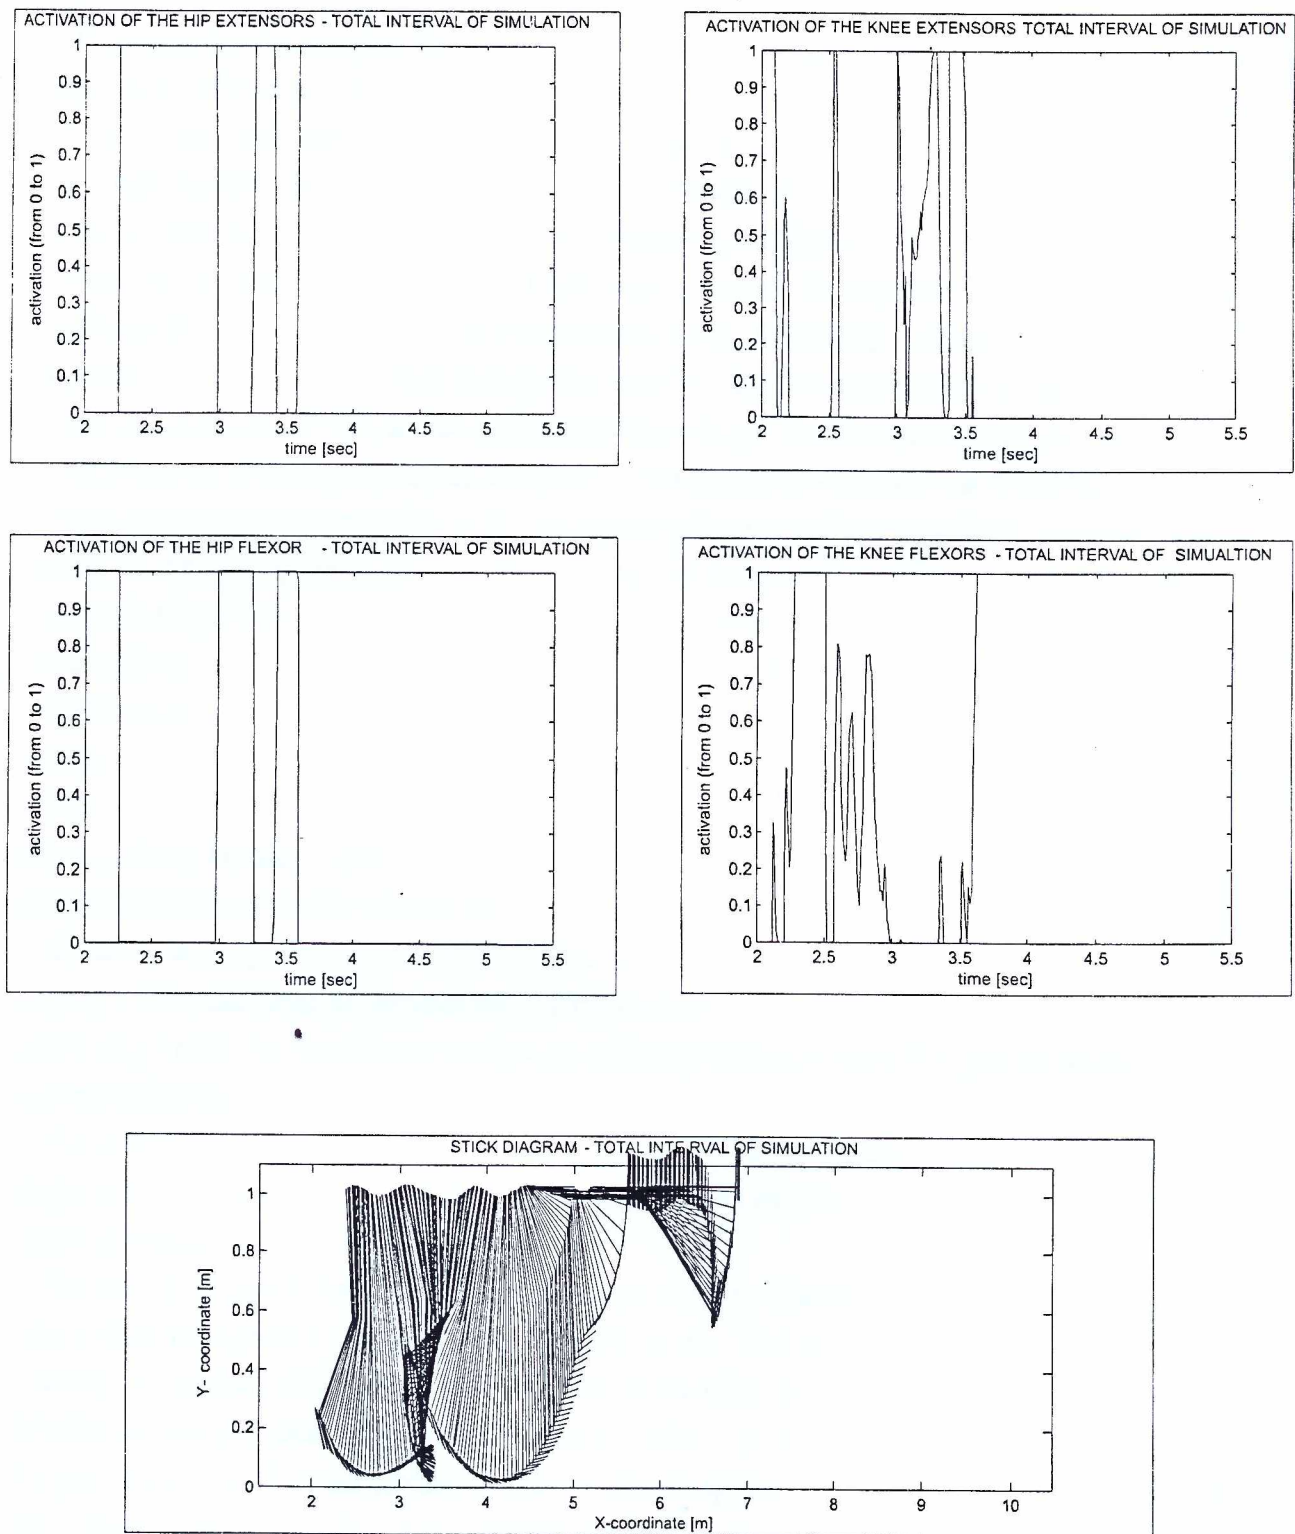 ACTIVATION OF THE HIP EXTENSORS - TOTAL INTERVAL OF SIMULATION
activation (from 0 to 1)
1
0.9
0.8
0.7
0.6
0.5
0.4
0.3
0.2
0.1
0
2 2.5 3 3.5 4 4.5 5 5.5
time [sec]
ACTIVATION OF THE KNEE EXTENSORS TOTAL INTERVAL OF SIMULATION
activation (from 0 to 1)
1
0.9
0.8
0.7
0.6
0.5
0.4
0.3
0.2
0.1
0
2 2.5 3 3.5 4 4.5 5 5.5
time [sec]
ACTIVATION OF THE HIP FLEXOR - TOTAL INTERVAL OF SIMULATION
activation (from 0 to 1)
1
0.9
0.8
0.7
0.6
0.5
0.4
0.3
0.2
0.1
0
2 2.5 3 3.5 4 4.5 5 5.5
time [sec]
ACTIVATION OF THE KNEE FLEXORS - TOTAL INTERVAL OF SIMUALTION
activation (from 0 to 1)
1
0.9
0.8
0.7
0.6
0.5
0.4
0.3
0.2
0.1
0
2 2.5 3 3.5 4 4.5 5 5.5
time [sec]
STICK DIAGRAM - TOTAL INTERVAL OF SIMULATION
Y- coordinate [m]
1
0.8
0.6
0.4
0.2
0
2 3 4 5 6 7 8 9 10
X-coordinate [m]